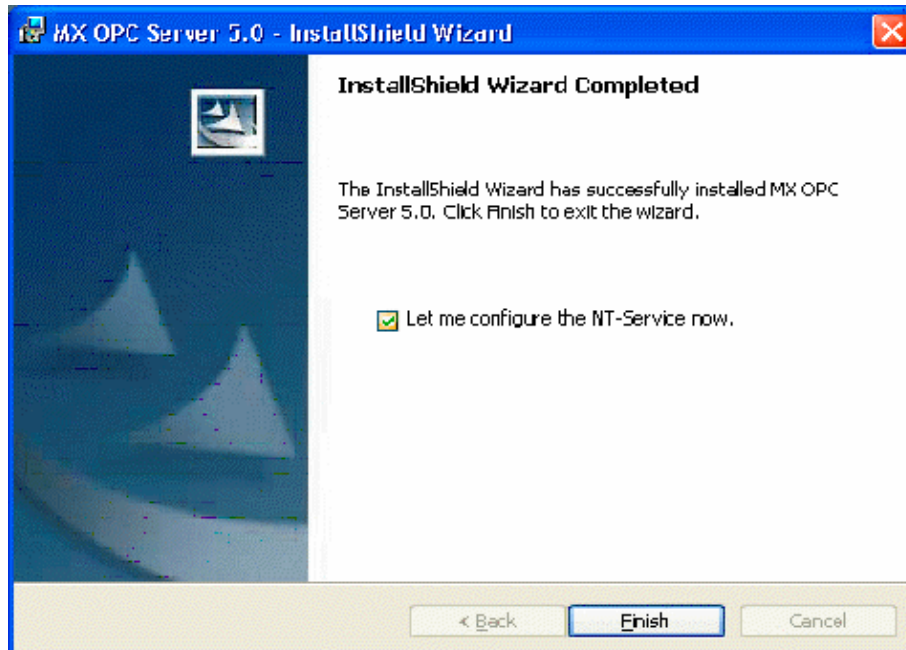 MX OPC Server 5.0 - InstallShield Wizard
InstallShield Wizard Completed
The InstallShield Wizard has successfully installed MX OPC
Server 5.0. Click Finish to exit the wizard.
Let me configure the NT-Service now.
< Back
Finish
Cancel